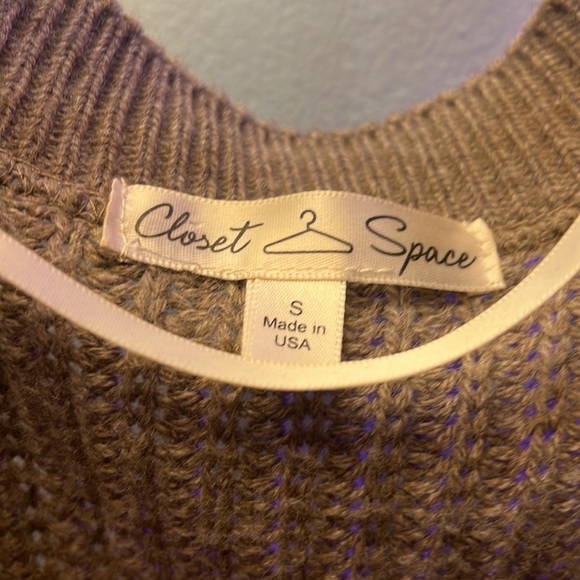 Closet Space
S
Made in
USA